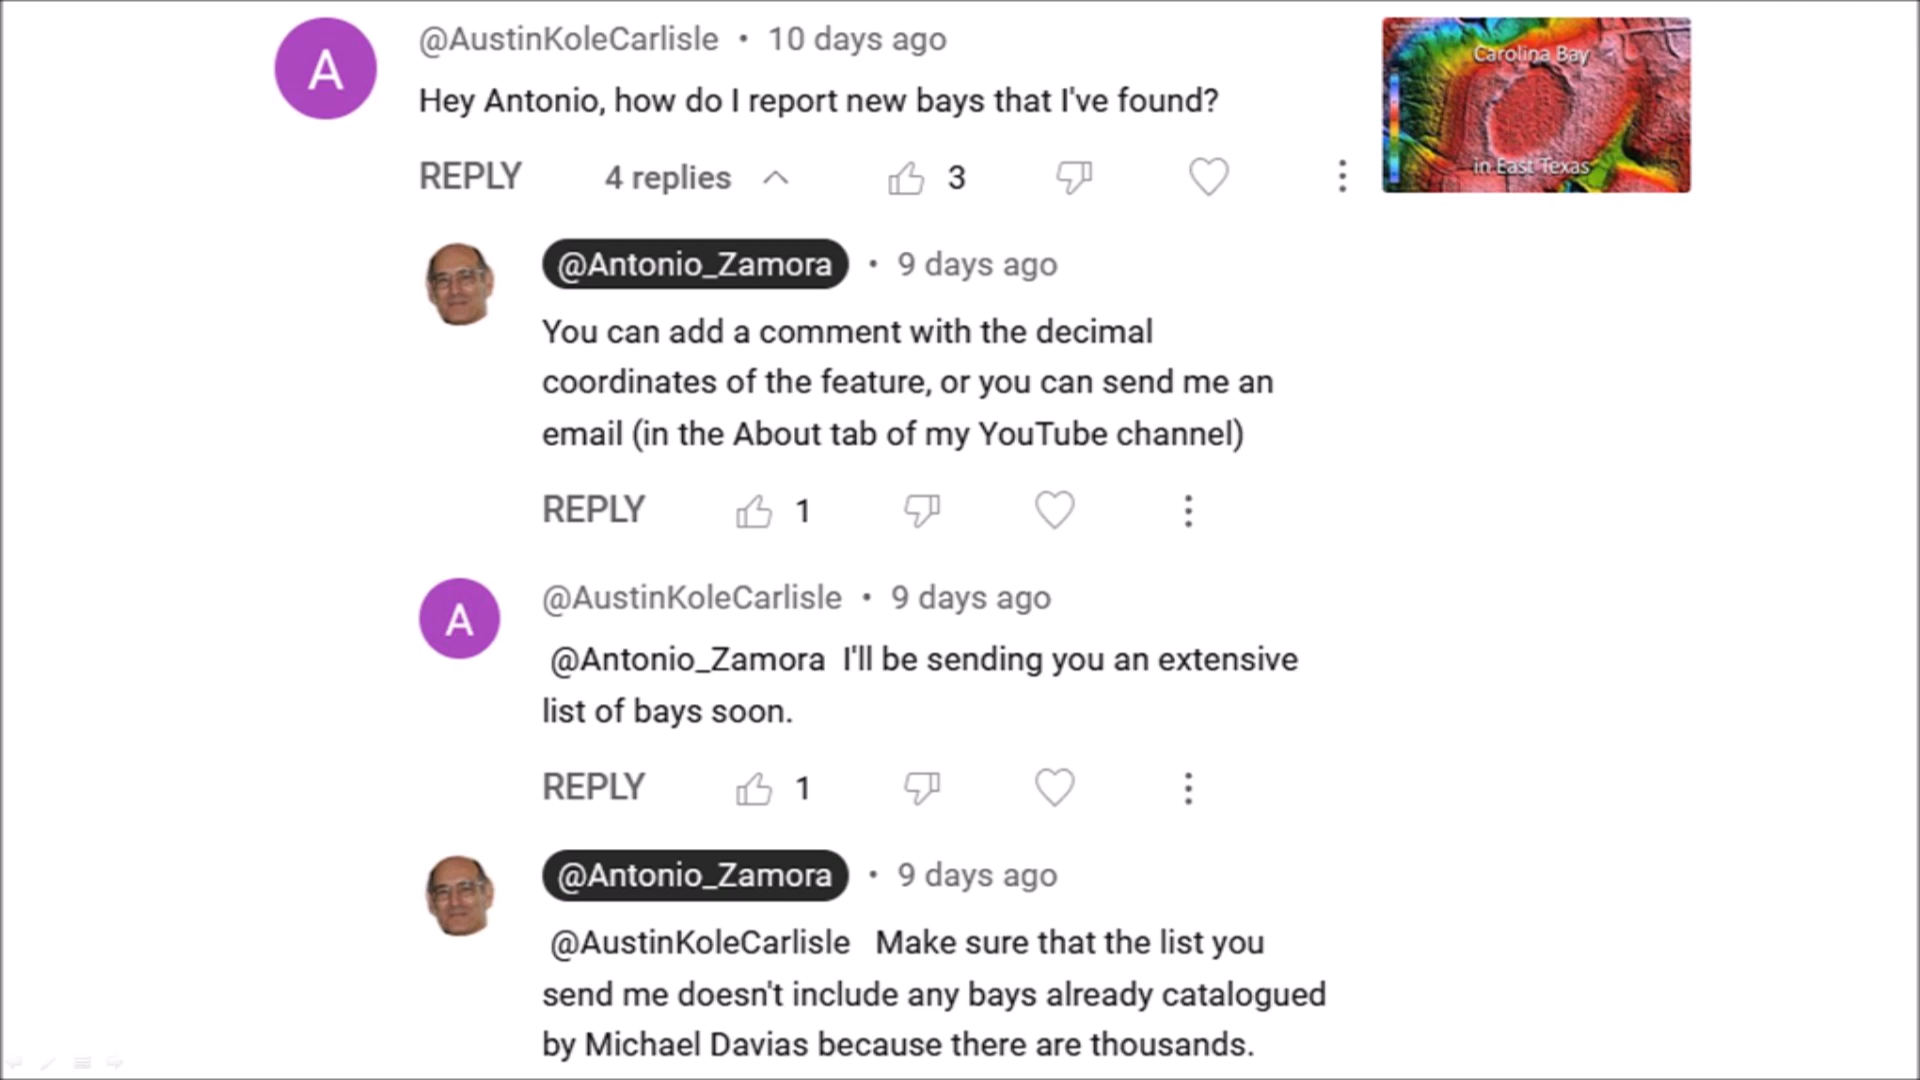 A
@AustinKoleCarlisle • 10 days ago
Hey Antonio, how do I report new bays that I've found?
REPLY 4 replies 3
Carolina Bay
in East Texas
@Antonio_Zamora • 9 days ago
You can add a comment with the decimal
coordinates of the feature, or you can send me an
email (in the About tab of my YouTube channel)
REPLY 1
A
@AustinKoleCarlisle • 9 days ago
@Antonio_Zamora I'll be sending you an extensive
list of bays soon.
REPLY 1
@Antonio_Zamora • 9 days ago
@AustinKoleCarlisle Make sure that the list you
send me doesn't include any bays already catalogued
by Michael Davias because there are thousands.